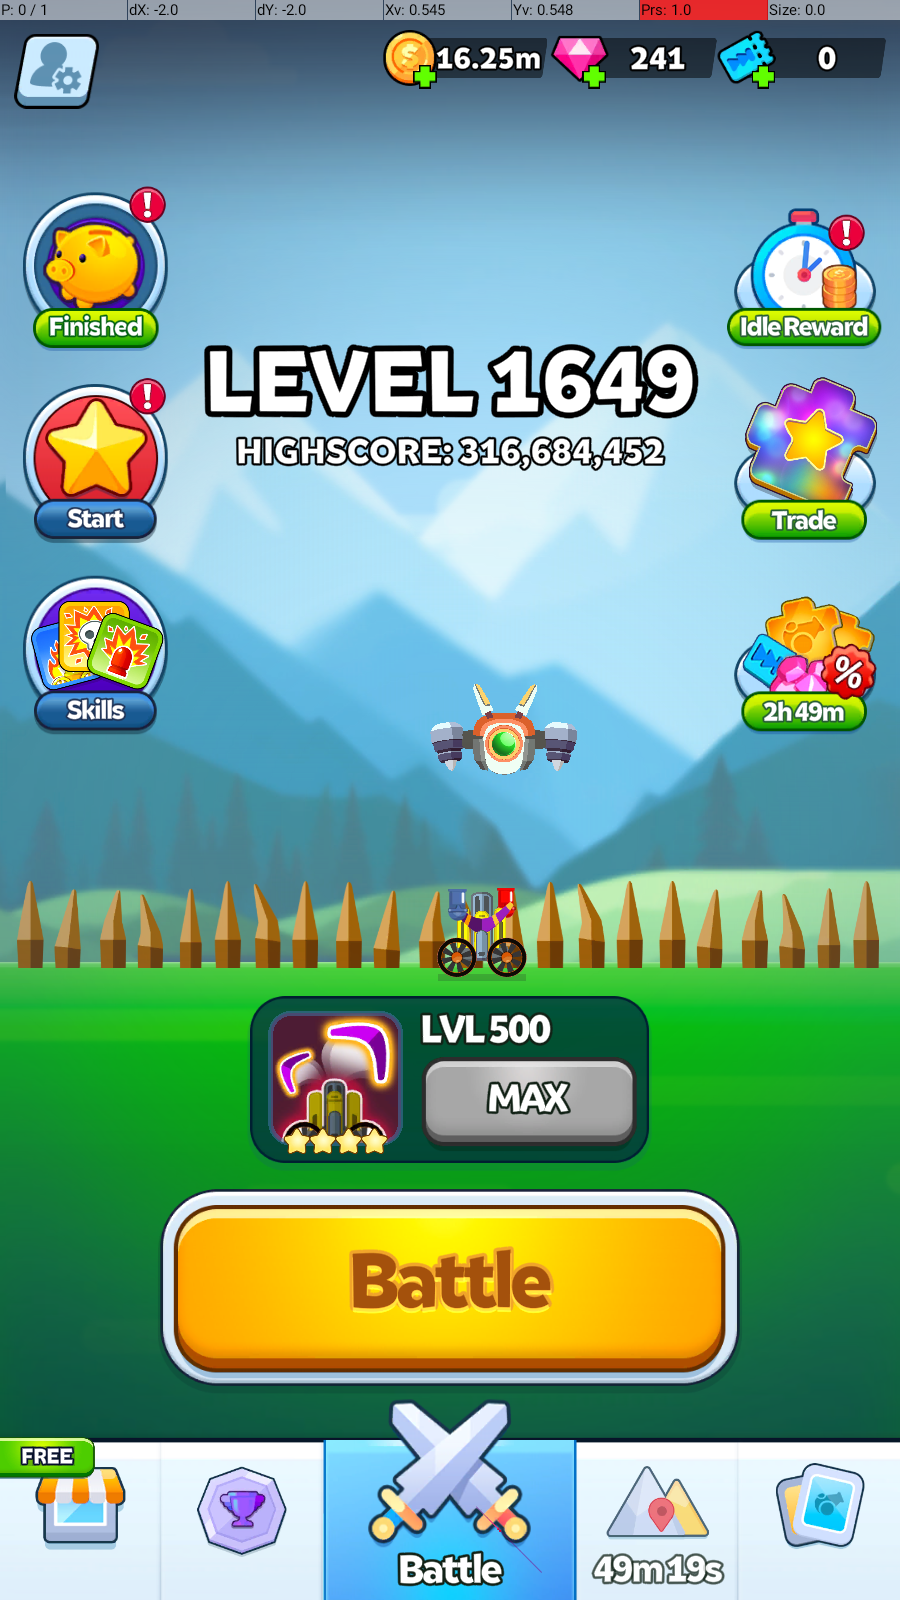 P: 0 / 1 dX: -2.0 dY: -2.0 Xv: 0.545 Yv: 0.548 Prs: 1.0 Size: 0.0
16.25m 241 0
Finished
Idle Reward
LEVEL 1649
HIGHSCORE: 316,684,452
Start
Trade
Skills
%
2h 49m
LVL 500
MAX
Battle
FREE
Battle
49m 19s